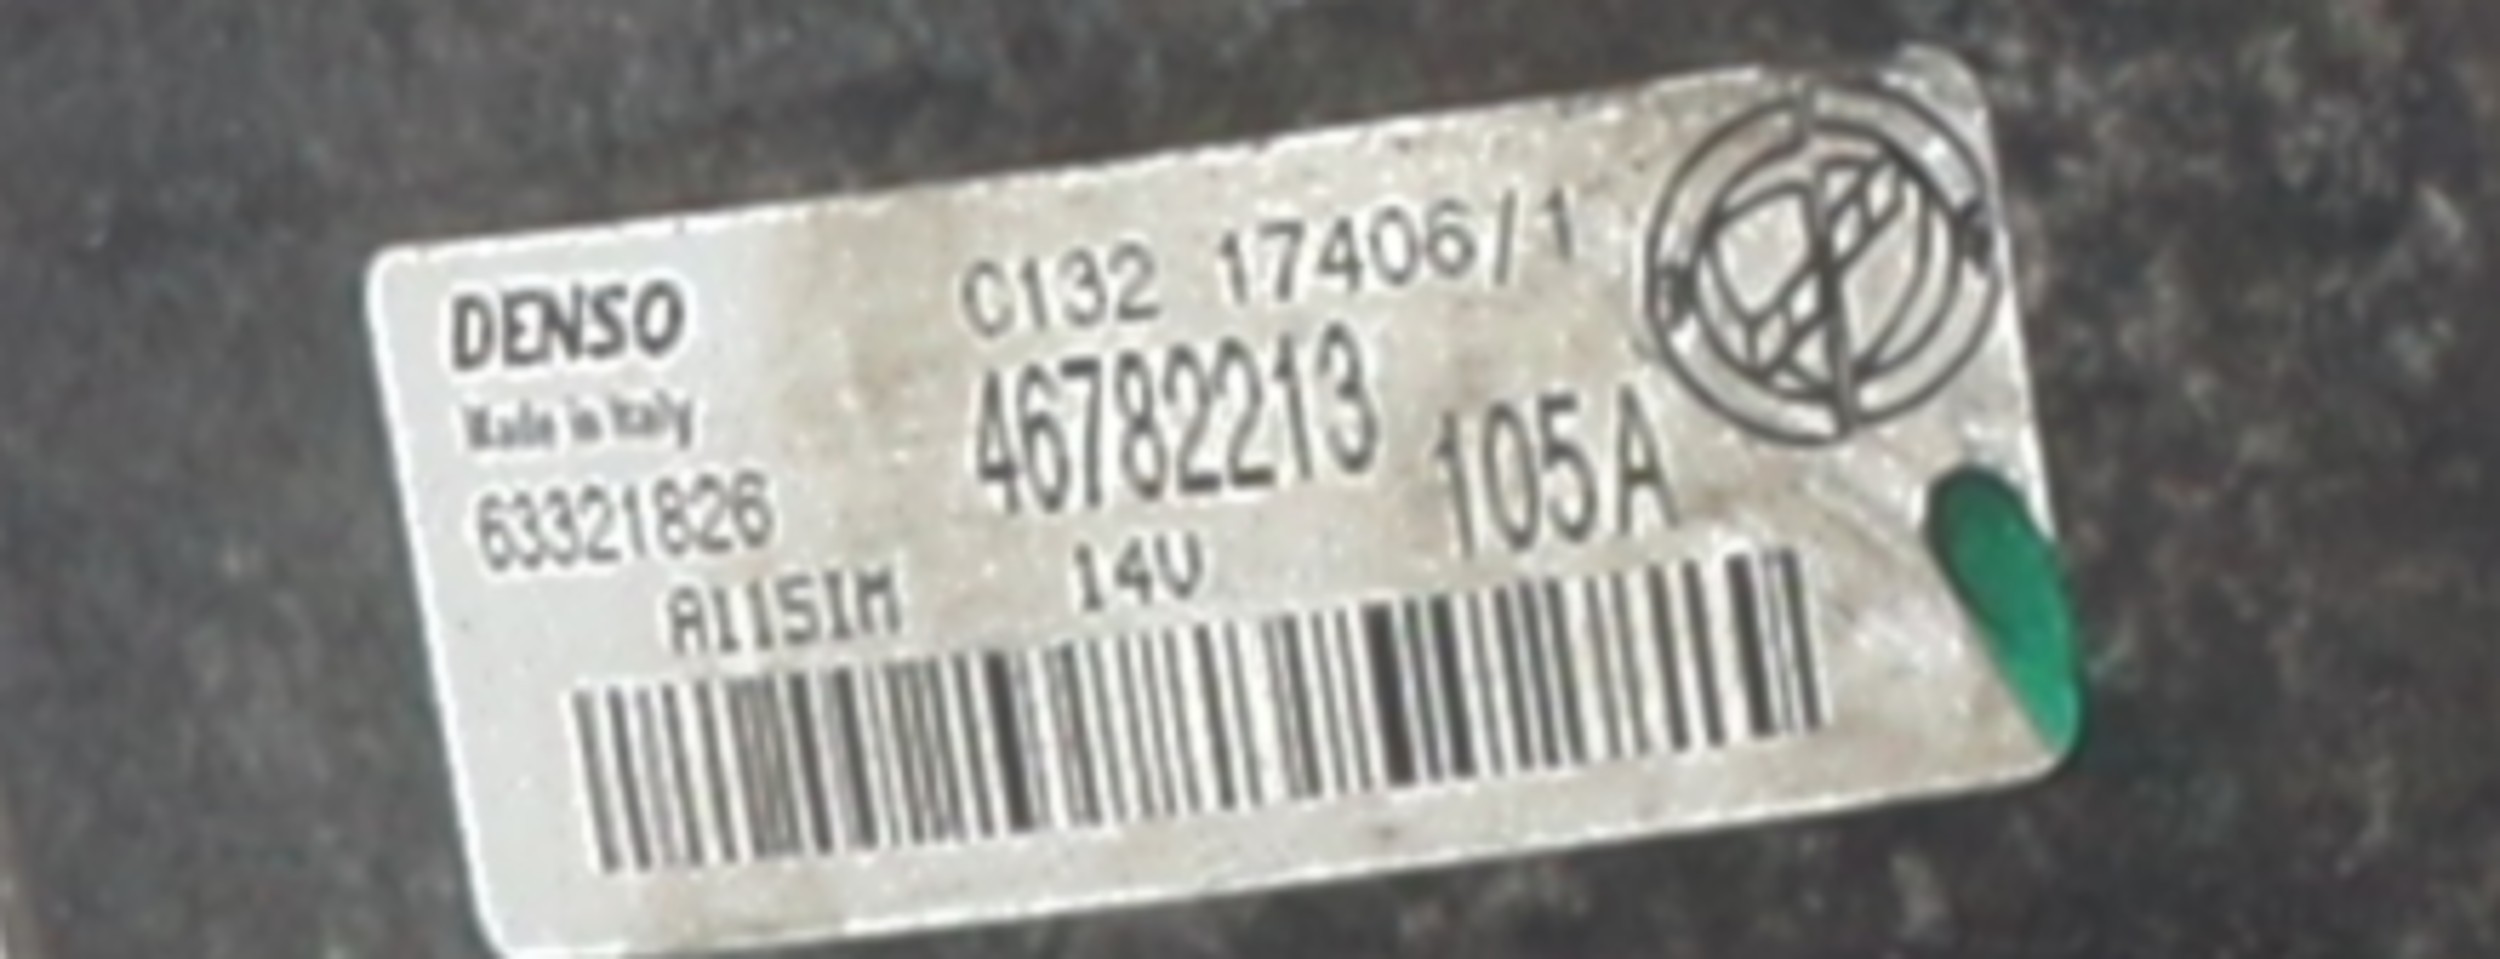 DENSO
Made in Italy
63321826
C132 17406/1
46782213
105A
A115IM
14V